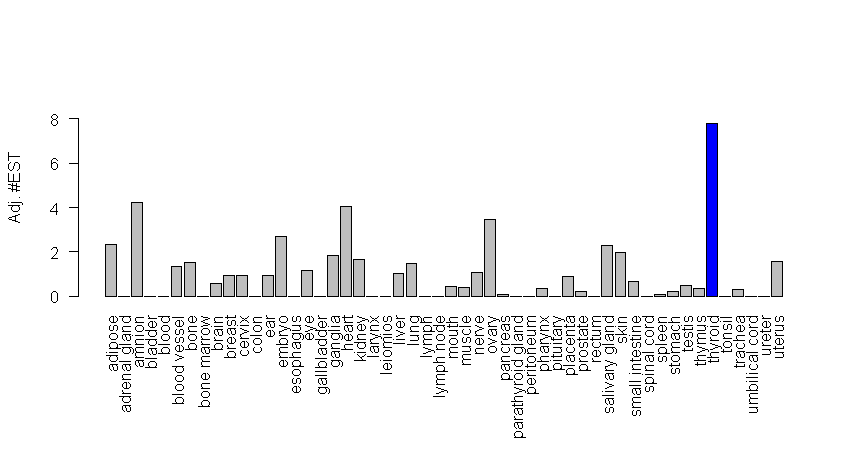 Adj. #EST
8
6
4
2
0
adipose
adrenal gland
amnion
bladder
blood
blood vessel
bone
bone marrow
brain
breast
cervix
colon
ear
embryo
esophagus
eye
gallbladder
ganglia
heart
kidney
larynx
leiomios
liver
lung
lymph
lymph node
mouth
muscle
nerve
ovary
pancreas
parathyroid gland
peritoneum
pharynx
pituitary
placenta
prostate
rectum
salivary gland
skin
small intestine
spinal cord
spleen
stomach
testis
thymus
thyroid
tonsil
trachea
umbilical cord
ureter
uterus